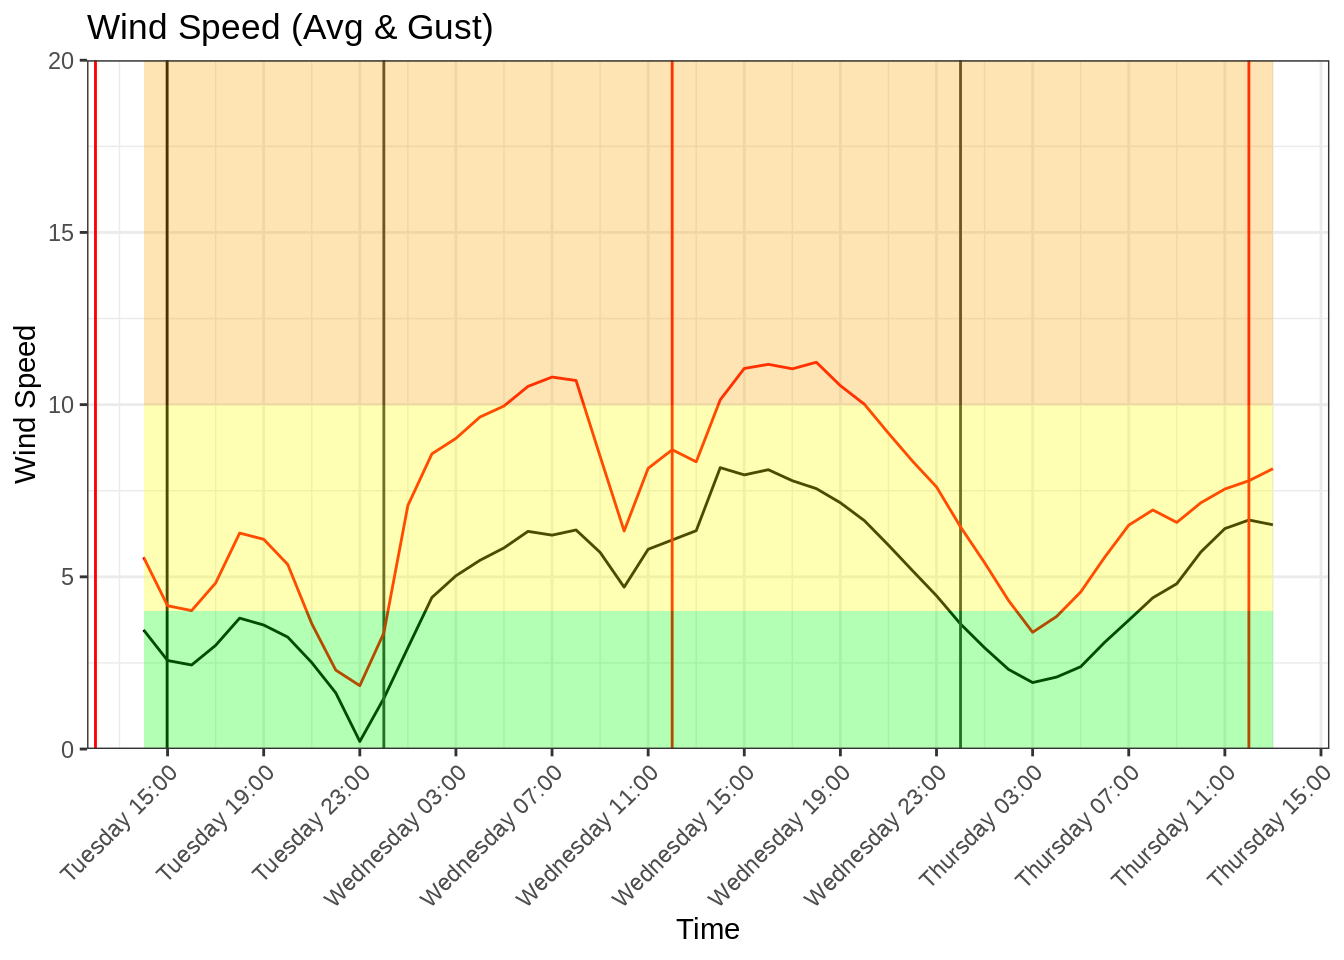 Wind Speed (Avg & Gust)
20
15
10
5
0
Wind Speed
Tuesday 15:00
Tuesday 19:00
Tuesday 23:00
Wednesday 03:00
Wednesday 07:00
Wednesday 11:00
Wednesday 15:00
Wednesday 19:00
Wednesday 23:00
Thursday 03:00
Thursday 07:00
Thursday 11:00
Thursday 15:00
Time